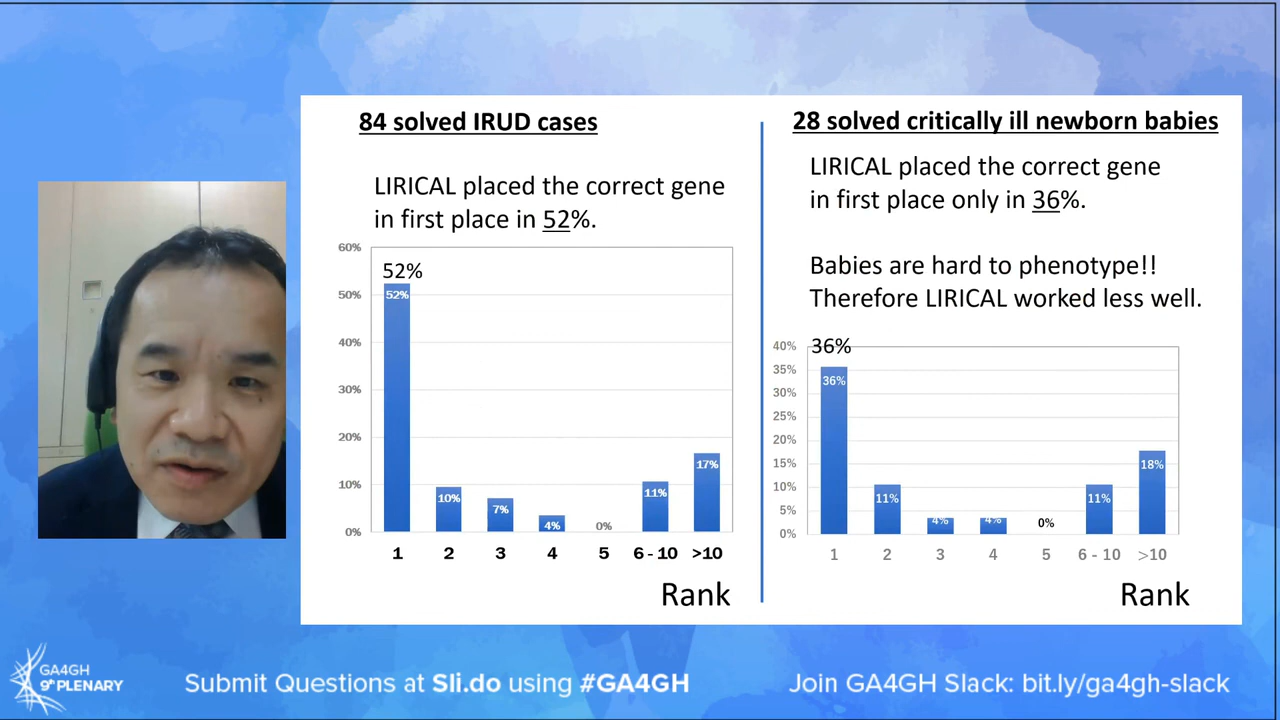 84 solved IRUD cases
LIRICAL placed the correct gene
in first place in 52%.
60%
50%
40%
30%
20%
10%
0%
52%
52%
10%
7%
4%
0%
11%
17%
1
2
3
4
5
6 - 10
>10
Rank
28 solved critically ill newborn babies
LIRICAL placed the correct gene
in first place only in 36%.
Babies are hard to phenotype!!
Therefore LIRICAL worked less well.
40%
35%
30%
25%
20%
15%
10%
5%
0%
36%
36%
11%
4%
4%
0%
11%
18%
1
2
3
4
5
6 - 10
>10
Rank
GA4GH
9th PLENARY
Submit Questions at Sli.do using #GA4GH
Join GA4GH Slack: bit.ly/ga4gh-slack